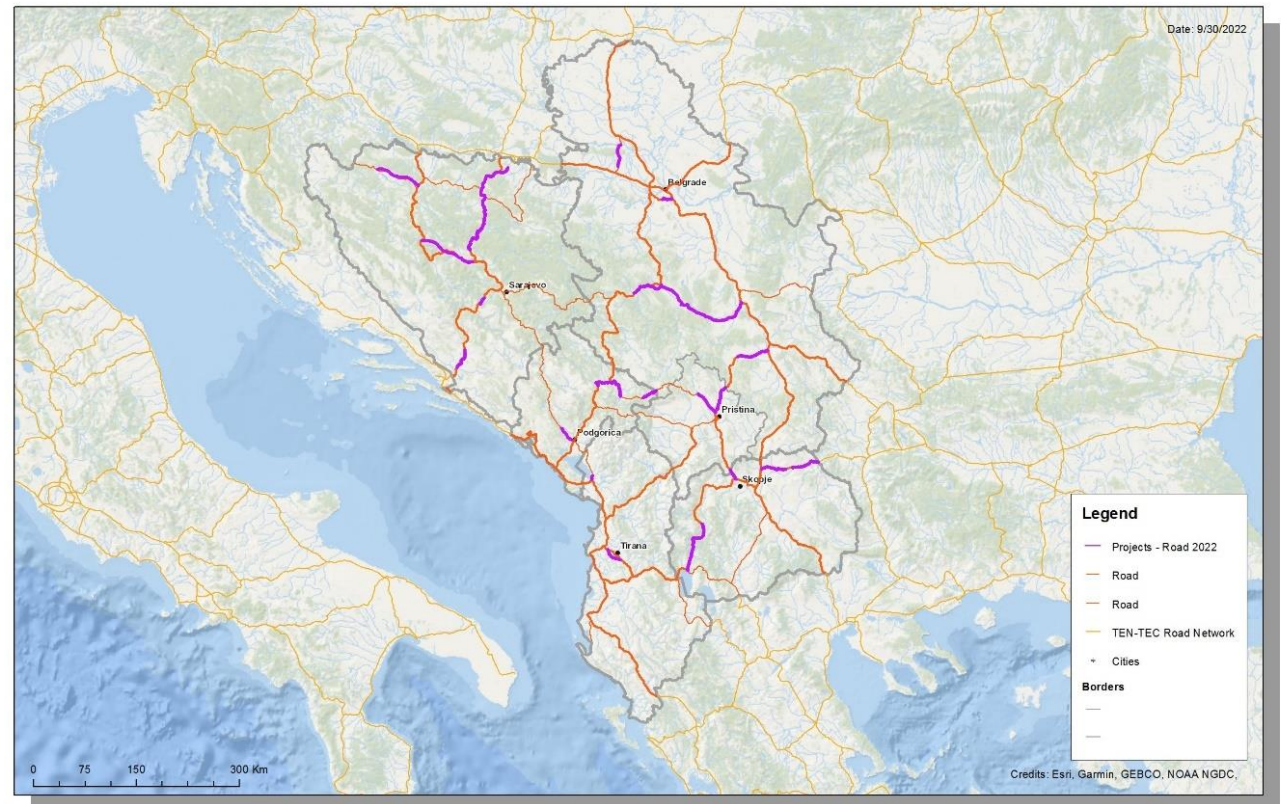 Date: 9/30/2022
Belgrade
Sarajevo
Pristina
Podgorica
Skopje
Tirana
Legend
Projects - Road 2022
Road
Road
TEN-TEC Road Network
Cities
Borders
0 75 150 300 Km
Credits: Esri, Garmin, GEBCO, NOAA NGDC,